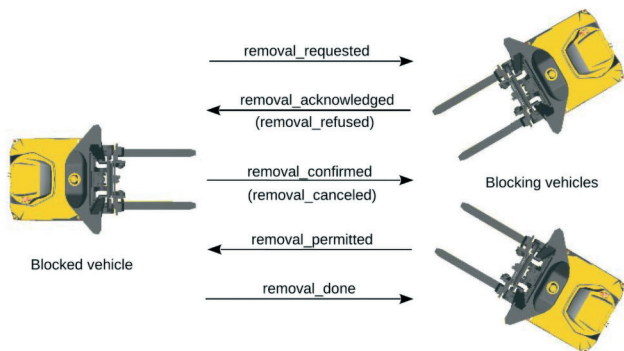 removal_requested
removal_acknowledged
(removal_refused)
removal_confirmed
(removal_canceled)
Blocking vehicles
removal_permitted
Blocked vehicle
removal_done